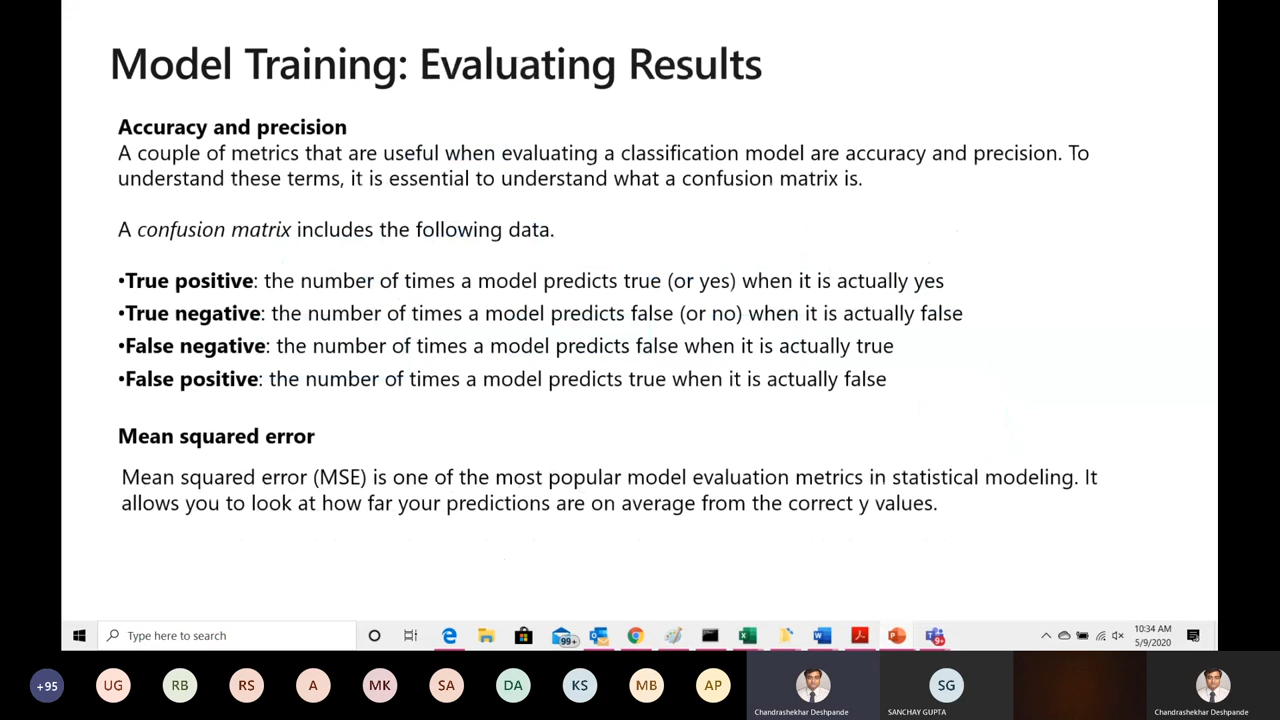 Model Training: Evaluating Results
Accuracy and precision
A couple of metrics that are useful when evaluating a classification model are accuracy and precision. To
understand these terms, it is essential to understand what a confusion matrix is.
A confusion matrix includes the following data.
•True positive: the number of times a model predicts true (or yes) when it is actually yes
•True negative: the number of times a model predicts false (or no) when it is actually false
•False negative: the number of times a model predicts false when it is actually true
•False positive: the number of times a model predicts true when it is actually false
Mean squared error
Mean squared error (MSE) is one of the most popular model evaluation metrics in statistical modeling. It
allows you to look at how far your predictions are on average from the correct y values.
Type here to search
99+
9+
10:34 AM
5/9/2020
+95 UG RB RS A MK SA DA KS MB AP SG
Chandrashekhar Deshpande SANCHAY GUPTA Chandrashekhar Deshpande